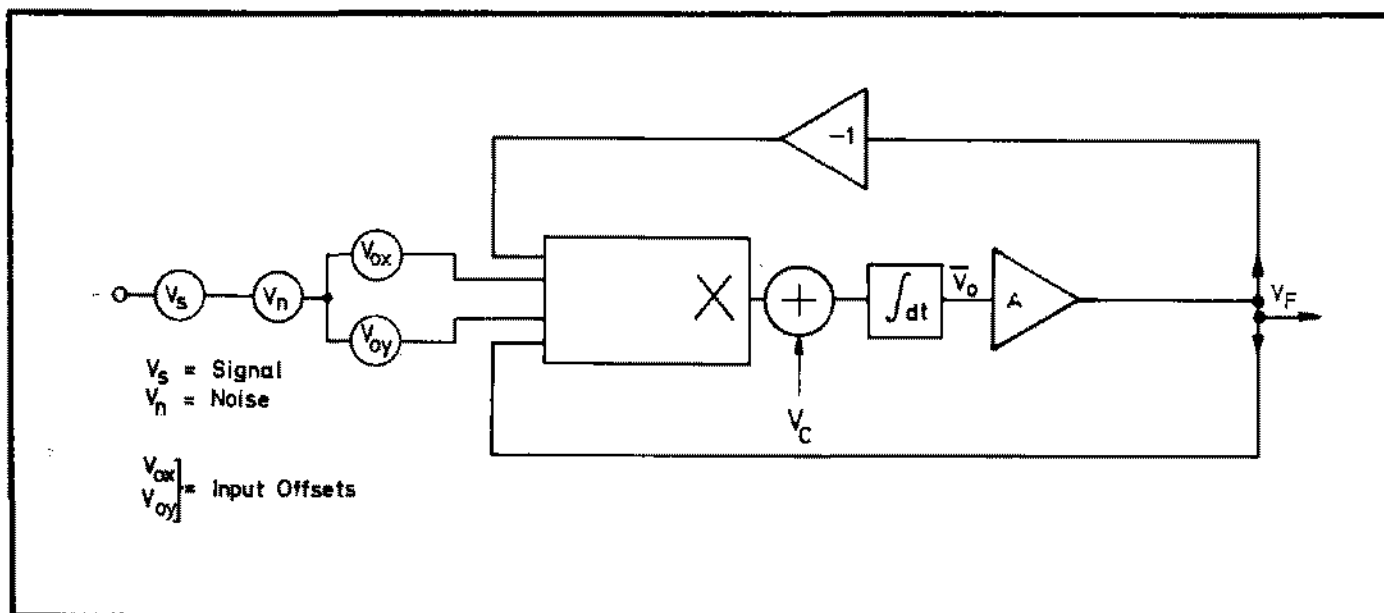 -1
Vox
Vs
Vn
X
+
∫dt
V̅o
A
VF
Voy
VC
Vs = Signal
Vn = Noise
Vox
Voy ] = Input Offsets